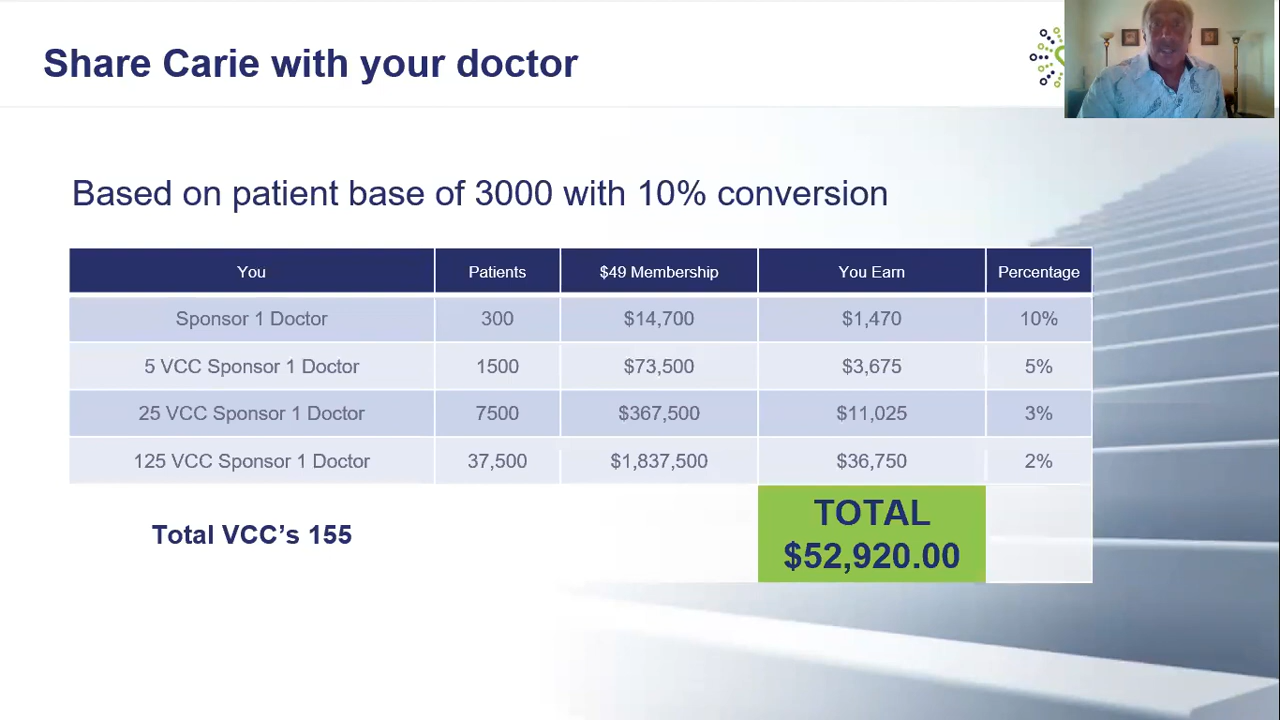 Share Carie with your doctor
Based on patient base of 3000 with 10% conversion
You Patients $49 Membership You Earn Percentage
Sponsor 1 Doctor 300 $14,700 $1,470 10%
5 VCC Sponsor 1 Doctor 1500 $73,500 $3,675 5%
25 VCC Sponsor 1 Doctor 7500 $367,500 $11,025 3%
125 VCC Sponsor 1 Doctor 37,500 $1,837,500 $36,750 2%
Total VCC’s 155
TOTAL
$52,920.00